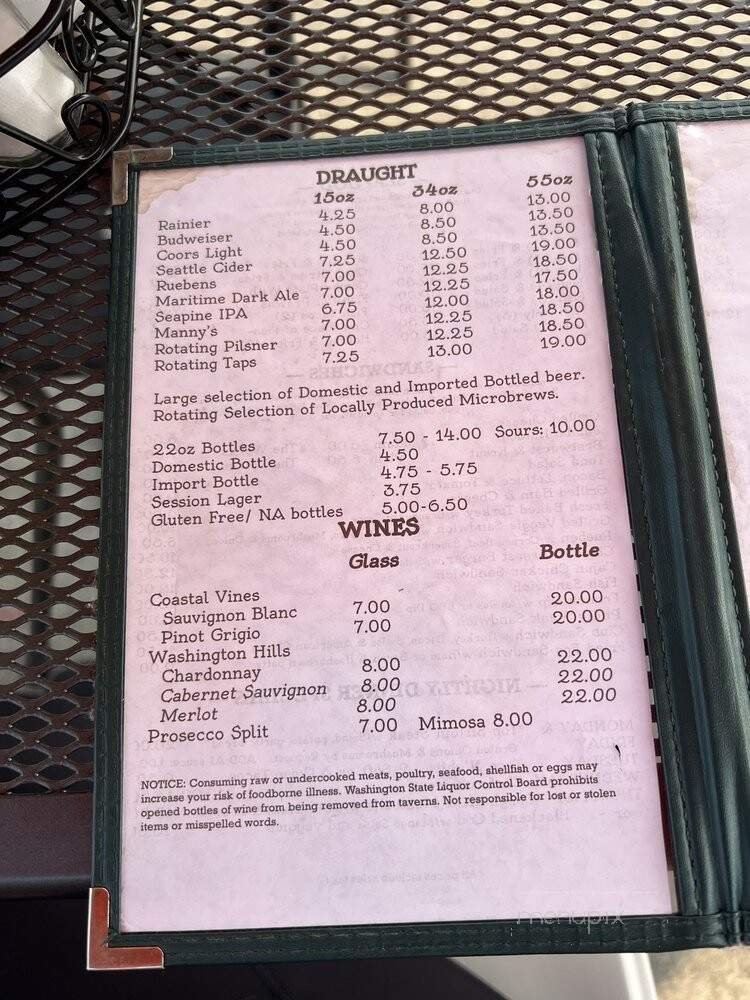 DRAUGHT
15oz 34oz 55oz
Rainier 4.25 8.00 13.00
Budweiser 4.50 8.50 13.50
Coors Light 4.50 8.50 13.50
Seattle Cider 7.25 12.50 19.00
Ruebens 7.00 12.25 18.50
Maritime Dark Ale 7.00 12.25 17.50
Seapine IPA 6.75 12.00 18.00
Manny's 7.00 12.25 18.50
Rotating Pilsner 7.00 12.25 18.50
Rotating Taps 7.25 13.00 19.00
Large selection of Domestic and Imported Bottled beer.
Rotating Selection of Locally Produced Microbrews.
22oz Bottles 7.50 - 14.00 Sours: 10.00
Domestic Bottle 4.50
Import Bottle 4.75 - 5.75
Session Lager 3.75
Gluten Free/ NA bottles 5.00-6.50
WINES
Glass Bottle
Coastal Vines
Sauvignon Blanc 7.00 20.00
Pinot Grigio 7.00 20.00
Washington Hills
Chardonnay 8.00 22.00
Cabernet Sauvignon 8.00 22.00
Merlot 8.00 22.00
Prosecco Split 7.00 Mimosa 8.00
NOTICE: Consuming raw or undercooked meats, poultry, seafood, shellfish or eggs may
increase your risk of foodborne illness. Washington State Liquor Control Board prohibits
opened bottles of wine from being removed from taverns. Not responsible for lost or stolen
items or misspelled words.
menupix